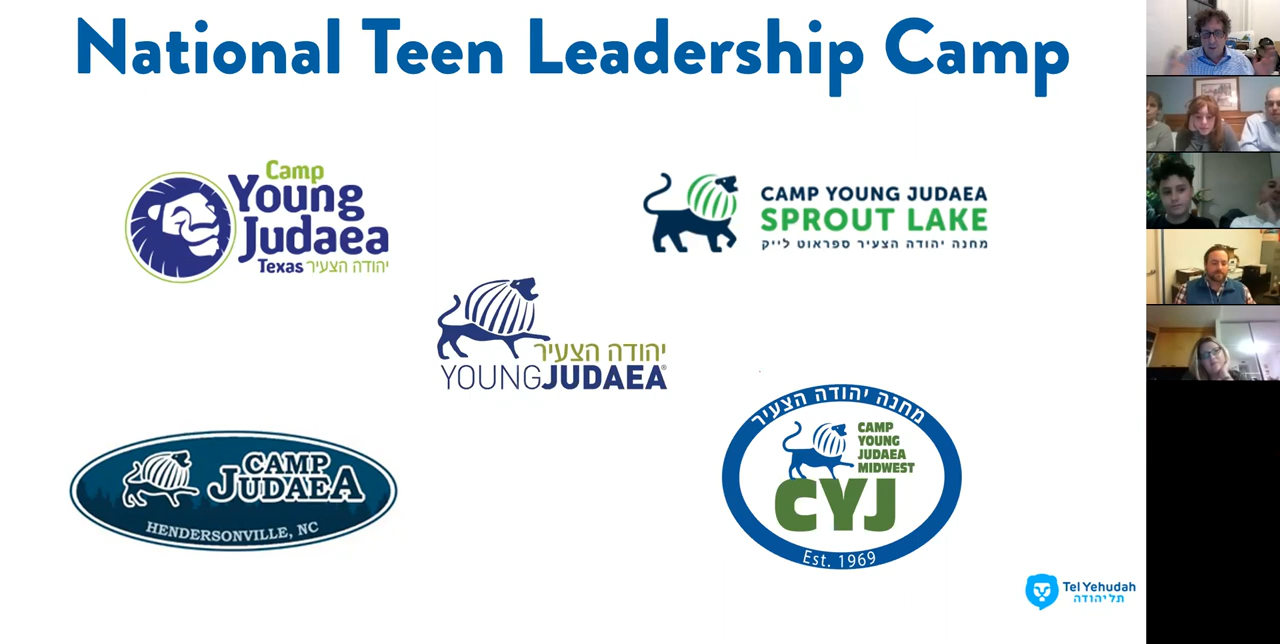 National Teen Leadership Camp
Camp
Young
Judaea
Texas יהודה הצעיר
CAMP YOUNG JUDAEA
SPROUT LAKE
מחנה יהודה הצעיר ספראוט לייק
יהודה הצעיר
YOUNGJUDAEA®
CAMP
JUDAEA
HENDERSONVILLE, NC
מחנה יהודה הצעיר
CAMP
YOUNG
JUDAEA
MIDWEST
CYJ
Est. 1969
Tel Yehudah
תל יהודה